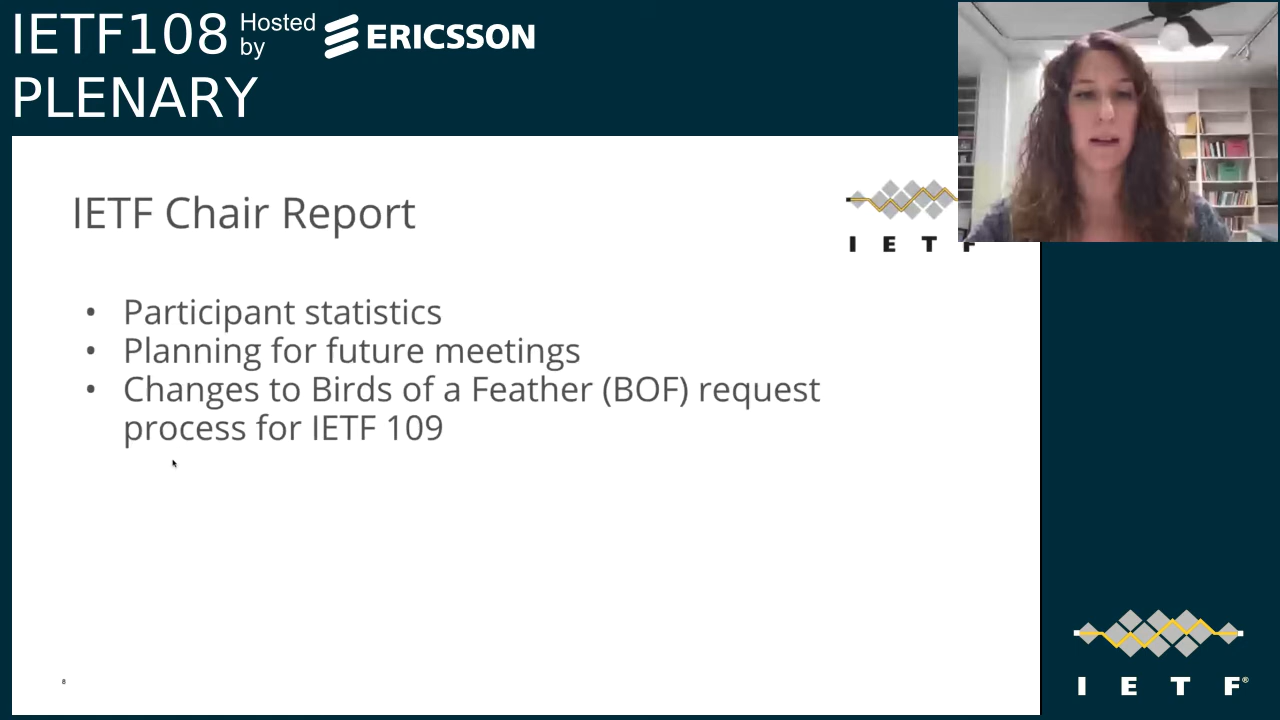 IETF108 Hosted by ERICSSON
PLENARY
IETF Chair Report
I E T F
• Participant statistics
• Planning for future meetings
• Changes to Birds of a Feather (BOF) request
process for IETF 109
8
I E T F®